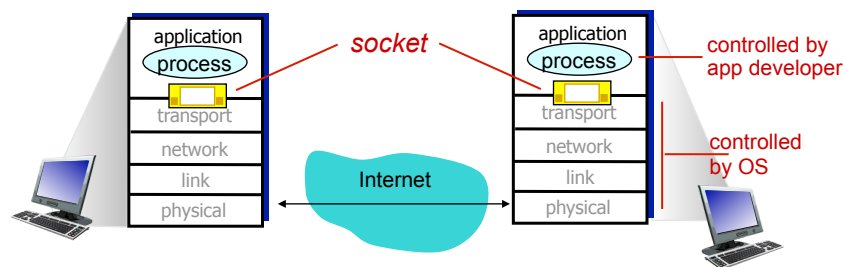 application
process
transport
network
link
physical
socket
Internet
application
process
transport
network
link
physical
controlled by
app developer
controlled
by OS